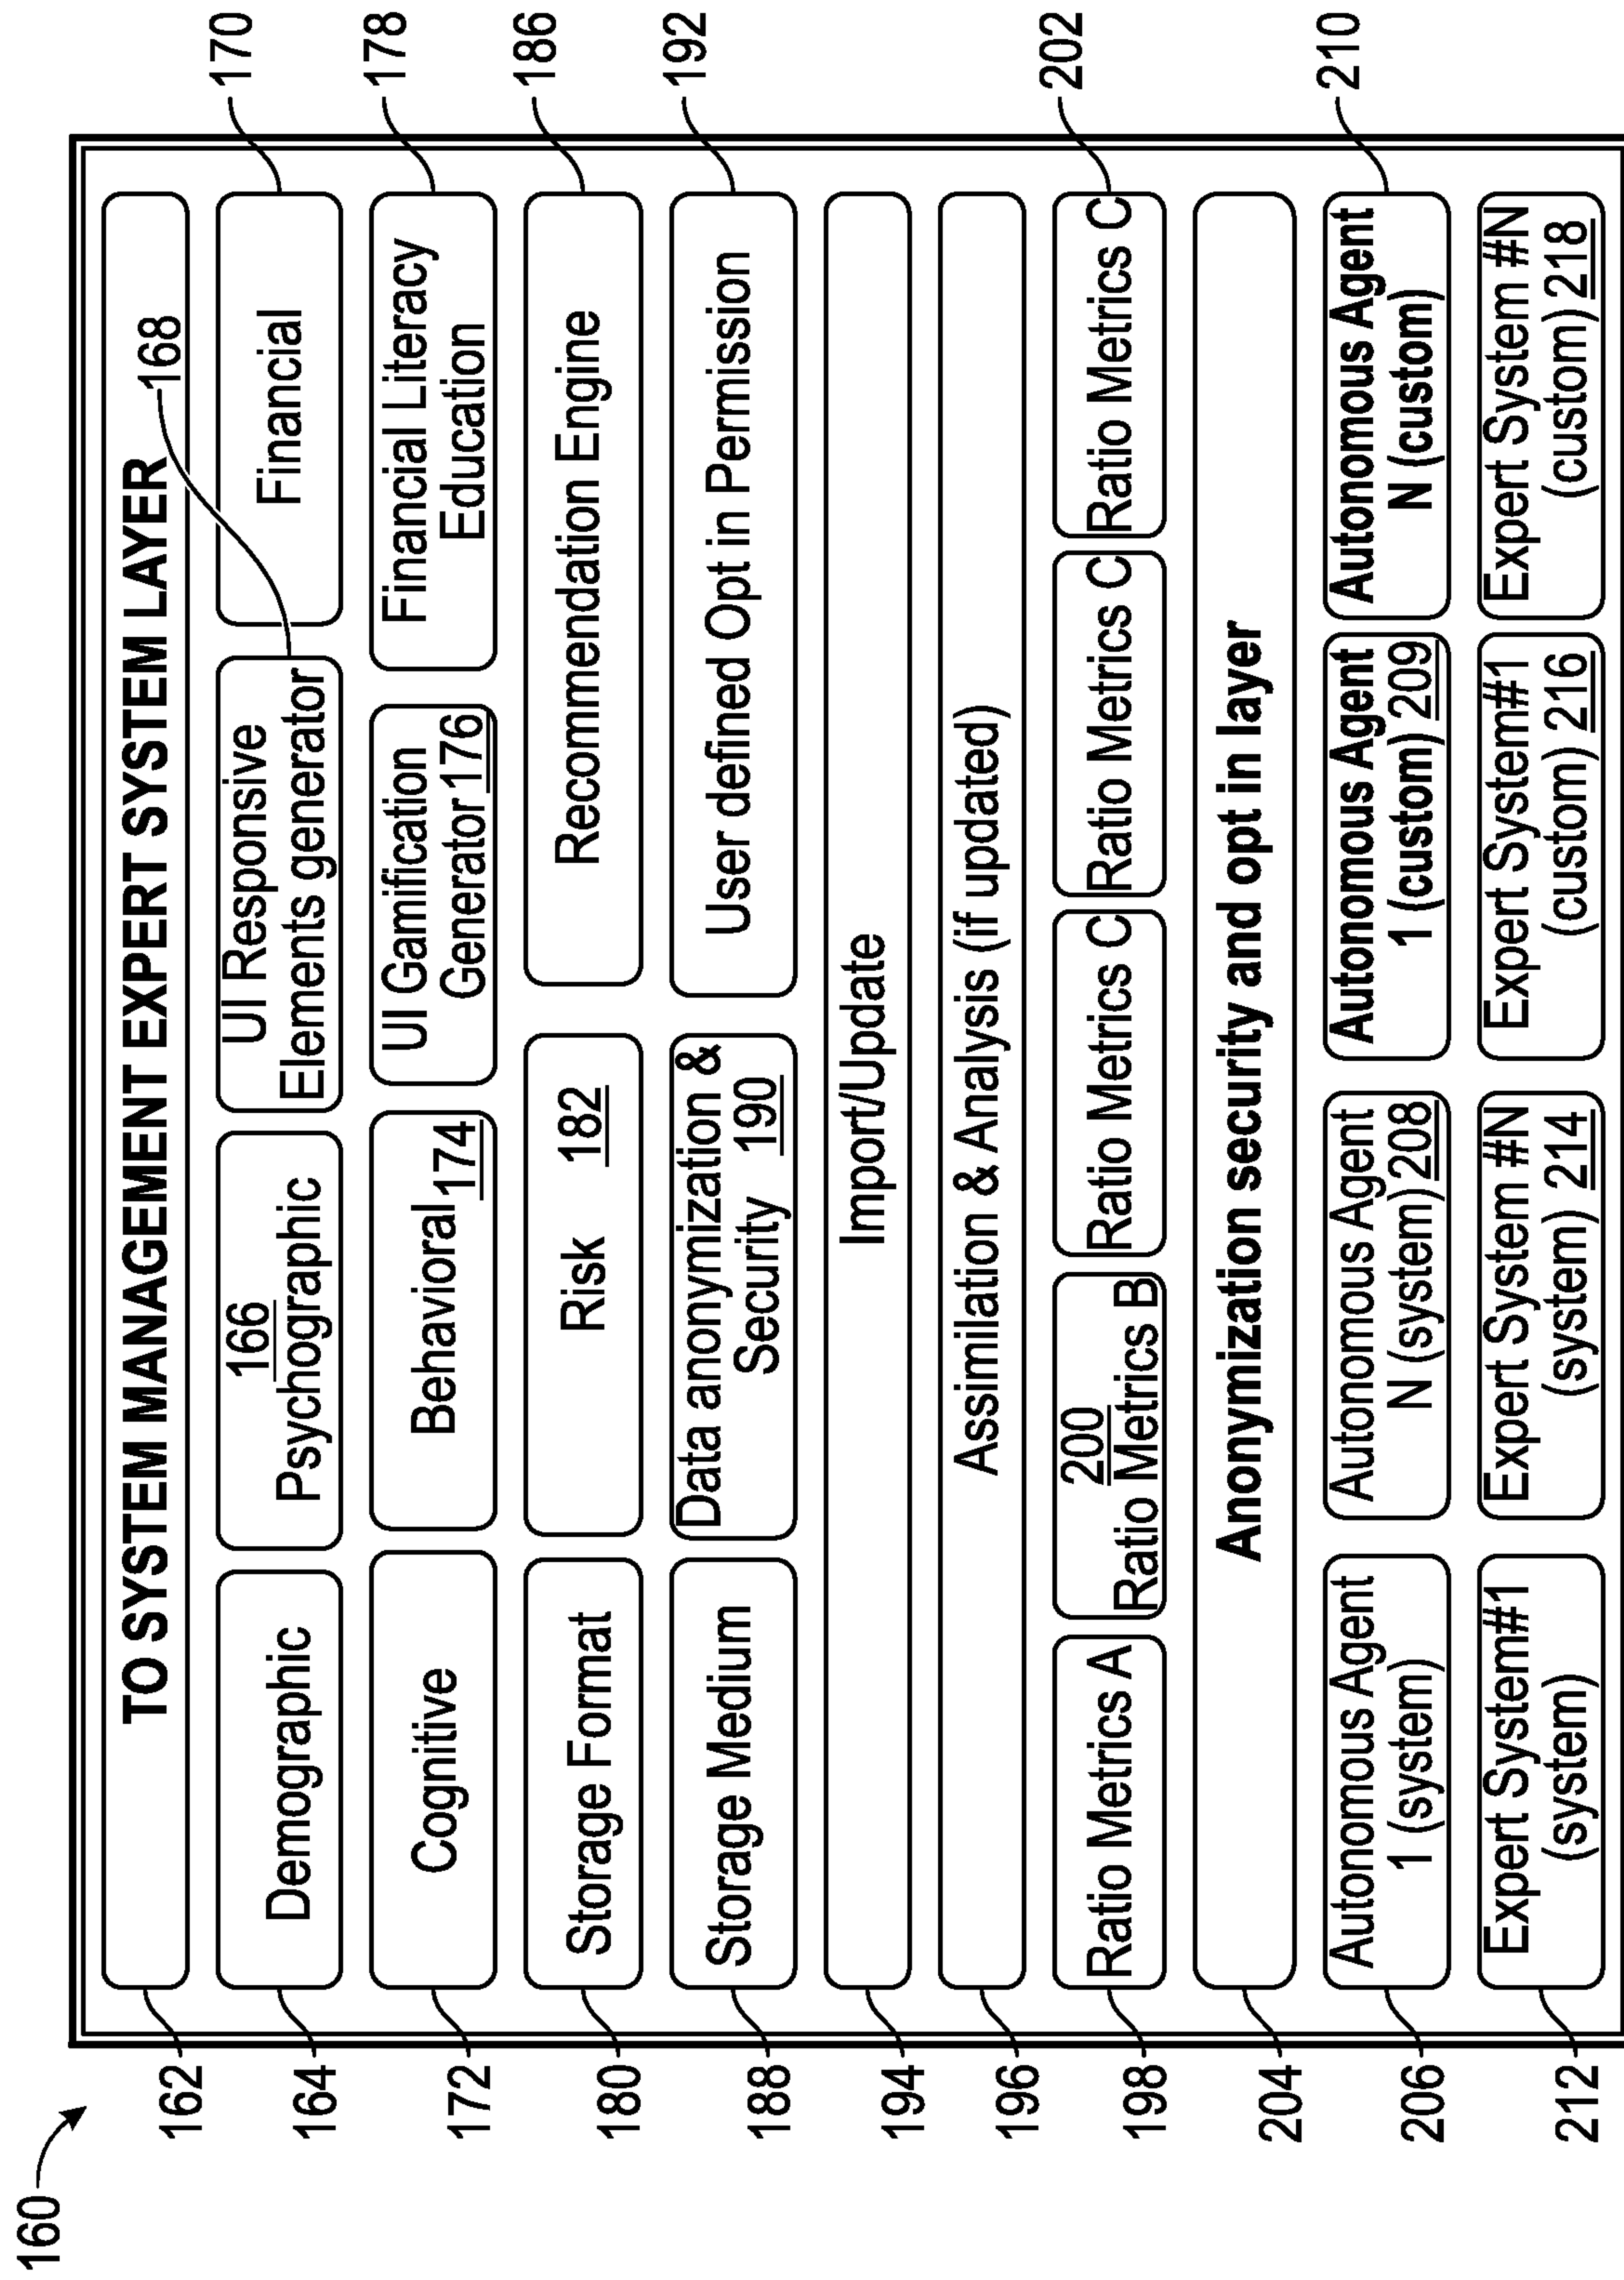 160
162
TO SYSTEM MANAGEMENT EXPERT SYSTEM LAYER
168
164
Demographic
166
Psychographic
UI Responsive
Elements generator
Financial
170
172
Cognitive
Behavioral 174
UI Gamification
Generator 176
Financial Literacy
Education
178
180
Storage Format
Risk 182
Recommendation Engine
186
188
Storage Medium
Data anonymization &
Security 190
User defined Opt in Permission
192
194
Import/Update
196
Assimilation & Analysis (if updated)
198
Ratio Metrics A
200
Ratio Metrics B
Ratio Metrics C
Ratio Metrics C
Ratio Metrics C
202
204
Anonymization security and opt in layer
206
Autonomous Agent
1 (system)
Autonomous Agent
N (system) 208
Autonomous Agent
1 (custom) 209
Autonomous Agent
N (custom)
210
212
Expert System#1
(system)
Expert System #N
(system) 214
Expert System#1
(custom) 216
Expert System #N
(custom) 218